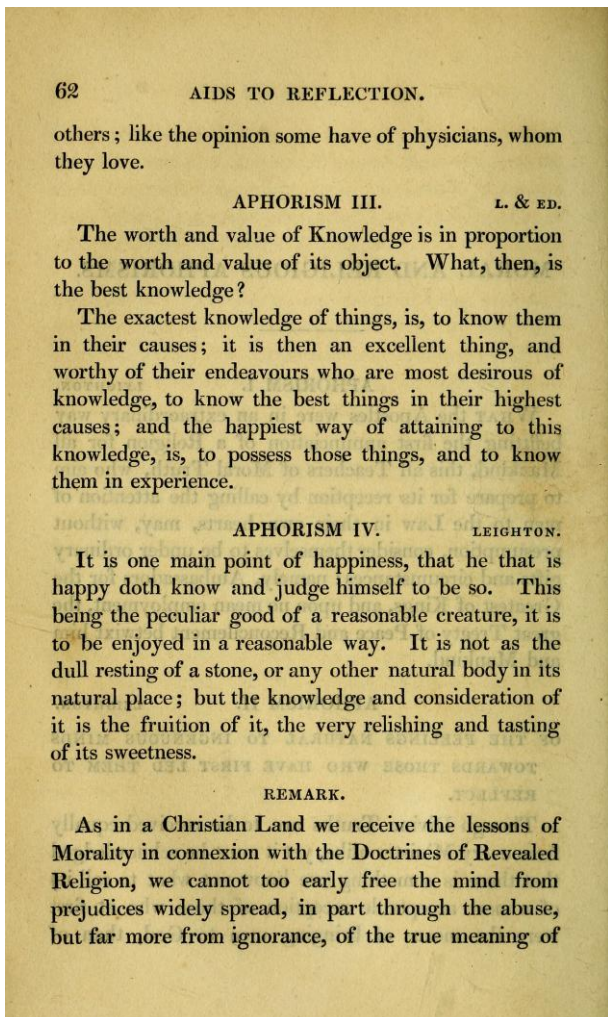 62 AIDS TO REFLECTION.
others; like the opinion some have of physicians, whom
they love.
APHORISM III. L. & ED.
The worth and value of Knowledge is in proportion
to the worth and value of its object. What, then, is
the best knowledge?
The exactest knowledge of things, is, to know them
in their causes; it is then an excellent thing, and
worthy of their endeavours who are most desirous of
knowledge, to know the best things in their highest
causes; and the happiest way of attaining to this
knowledge, is, to possess those things, and to know
them in experience.
APHORISM IV. LEIGHTON.
It is one main point of happiness, that he that is
happy doth know and judge himself to be so. This
being the peculiar good of a reasonable creature, it is
to be enjoyed in a reasonable way. It is not as the
dull resting of a stone, or any other natural body in its
natural place; but the knowledge and consideration of
it is the fruition of it, the very relishing and tasting
of its sweetness.
REMARK.
As in a Christian Land we receive the lessons of
Morality in connexion with the Doctrines of Revealed
Religion, we cannot too early free the mind from
prejudices widely spread, in part through the abuse,
but far more from ignorance, of the true meaning of